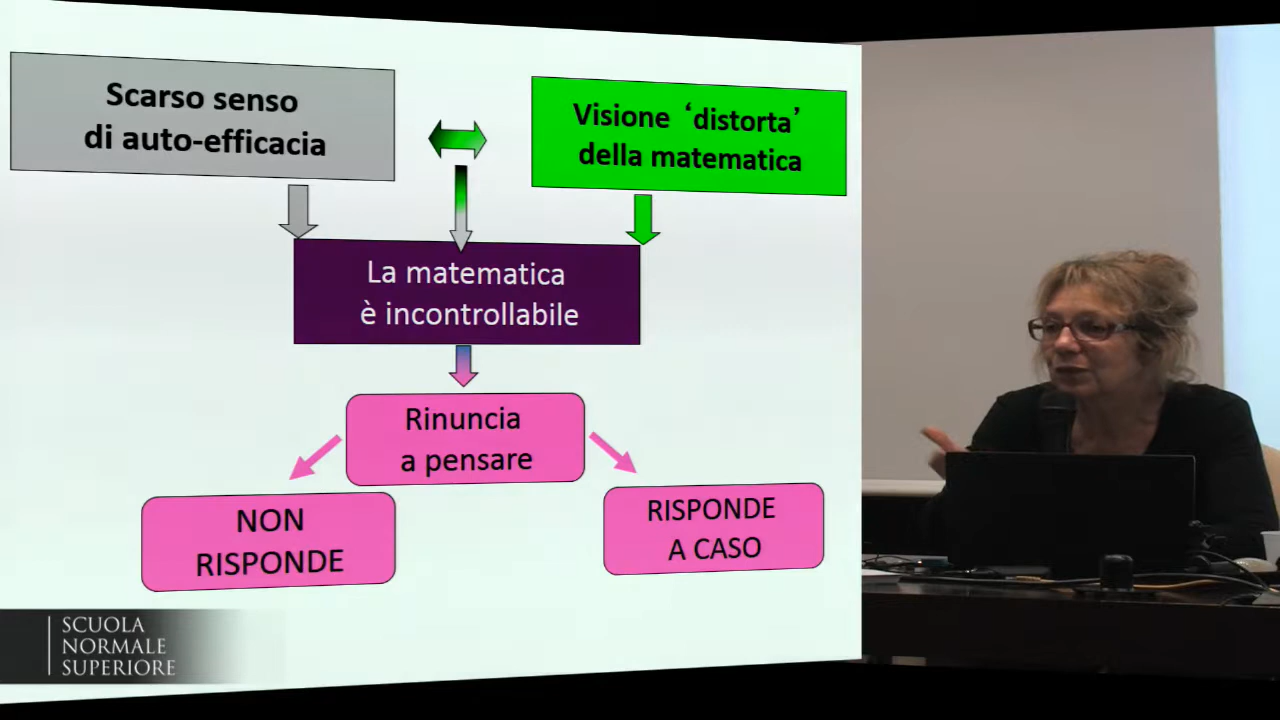 Scarso senso
di auto-efficacia
Visione ‘distorta’
della matematica
La matematica
è incontrollabile
Rinuncia
a pensare
NON
RISPONDE
RISPONDE
A CASO
SCUOLA
NORMALE
SUPERIORE